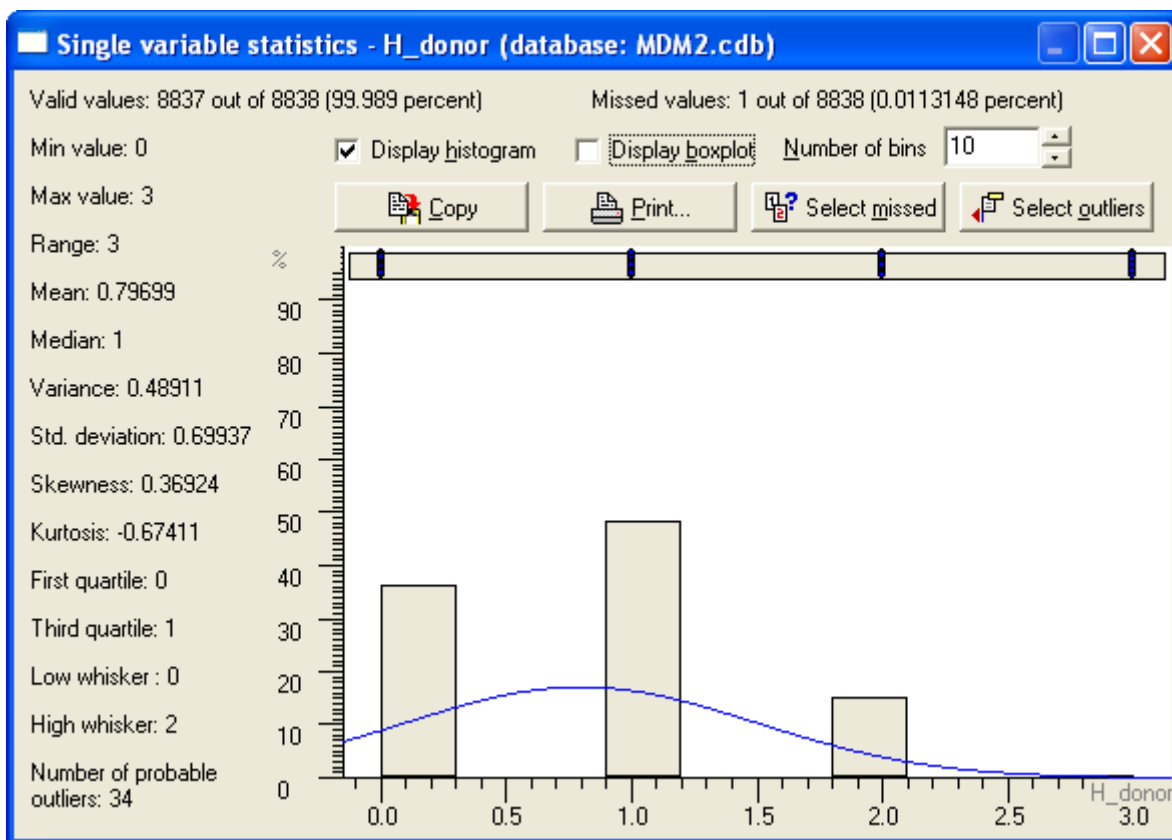 Single variable statistics - H_donor (database: MDM2.cdb)
Valid values: 8837 out of 8838 (99.989 percent) Missed values: 1 out of 8838 (0.0113148 percent)
Min value: 0
Display histogram Display boxplot Number of bins 10
Max value: 3
Copy Print... Select missed Select outliers
Range: 3
%
Mean: 0.79699
90
Median: 1
80
Variance: 0.48911
70
Std. deviation: 0.69937
60
Skewness: 0.36924
50
Kurtosis: -0.67411
40
First quartile: 0
30
Third quartile: 1
20
Low whisker : 0
10
High whisker: 2
0
Number of probable
outliers: 34
H_donor
0.0 0.5 1.0 1.5 2.0 2.5 3.0